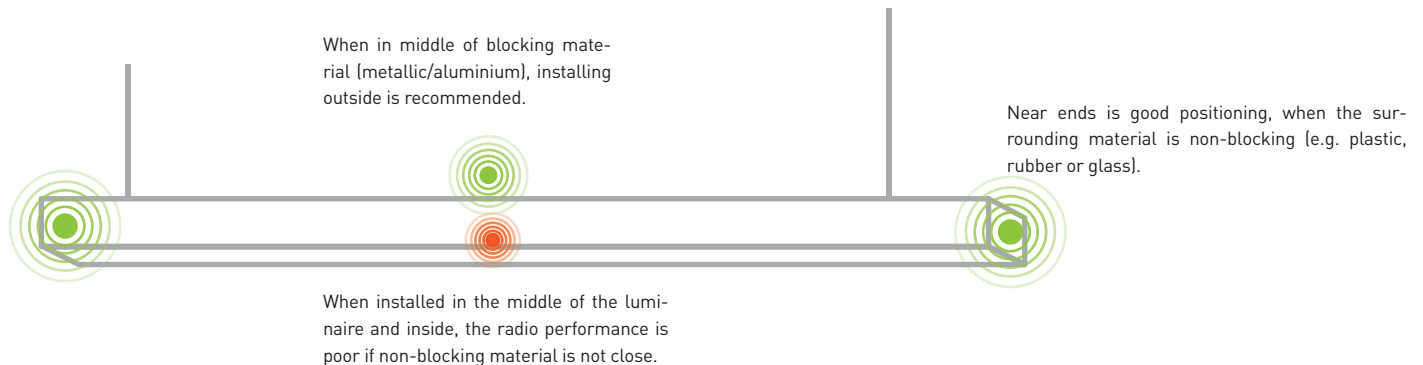 When in middle of blocking mate-
rial (metallic/aluminium), installing
outside is recommended.
Near ends is good positioning, when the sur-
rounding material is non-blocking (e.g. plastic,
rubber or glass).
When installed in the middle of the lumi-
naire and inside, the radio performance is
poor if non-blocking material is not close.